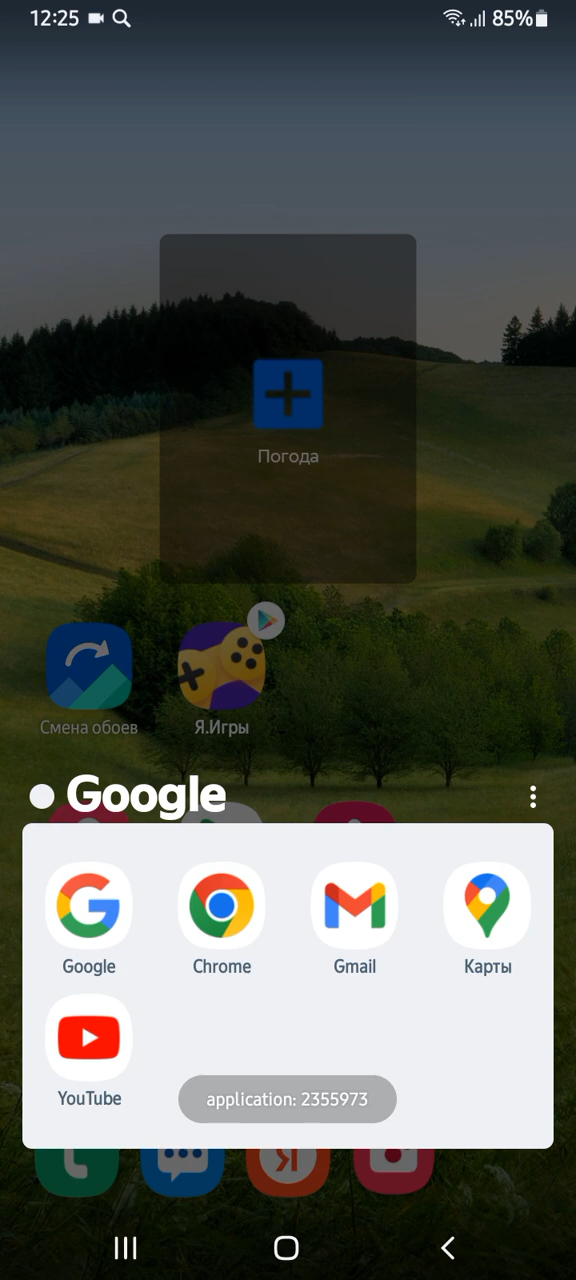 12:25 85%
Погода
Смена обоев Я.Игры
Google
Google Chrome Gmail Карты
YouTube
application: 2355973
Я